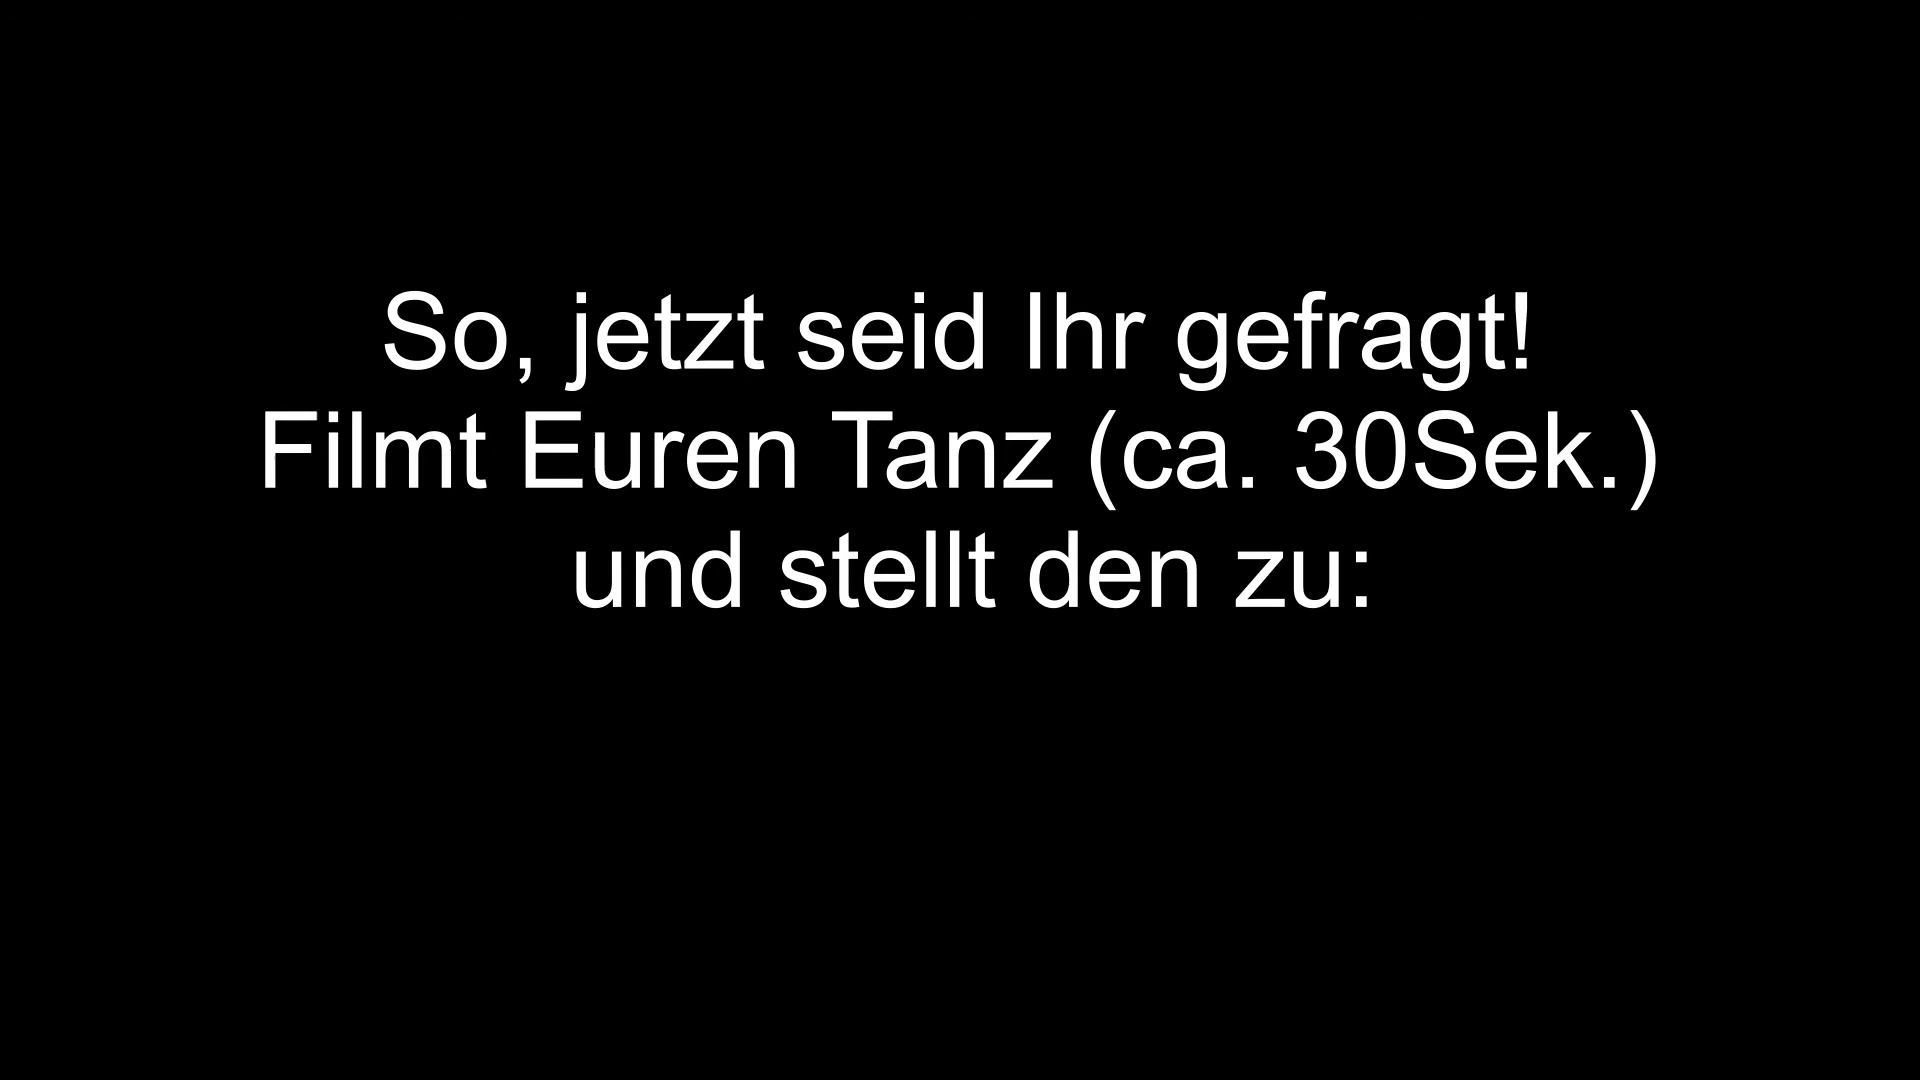 So, jetzt seid Ihr gefragt!
Filmt Euren Tanz (ca. 30Sek.)
und stellt den zu: